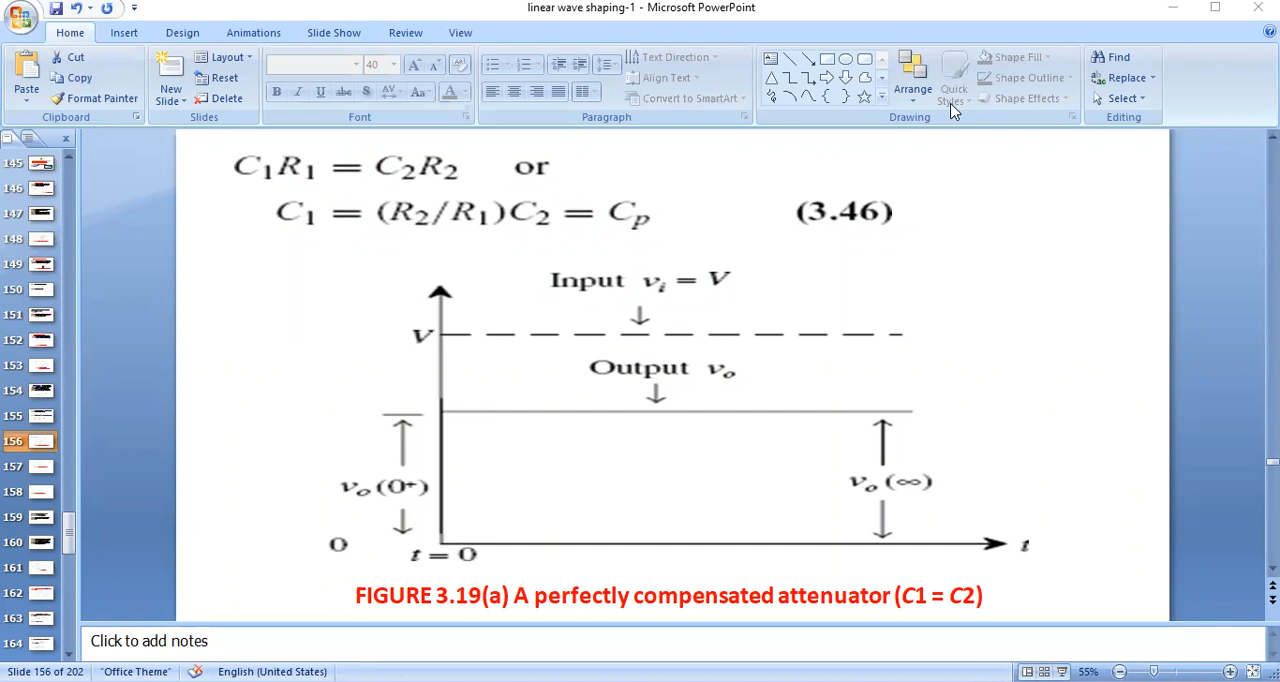 linear wave shaping-1 - Microsoft PowerPoint
Home Insert Design Animations Slide Show Review View
Paste
Cut
Copy
Format Painter
Clipboard
New Slide
Layout
Reset
Delete
Slides
40
B I U abc S AV Aa A
Font
Text Direction
Align Text
Convert to SmartArt
Paragraph
Arrange
Quick Styles
Shape Fill
Shape Outline
Shape Effects
Drawing
Find
Replace
Select
Editing
145
146
147
148
149
150
151
152
153
154
155
156
157
158
159
160
161
162
163
164
C₁R₁ = C₂R₂ or
C₁ = (R₂/R₁)C₂ = Cₚ (3.46)
Input vᵢ = V
V
Output vₒ
vₒ(0+)
vₒ(∞)
0
t = 0
t
FIGURE 3.19(a) A perfectly compensated attenuator (C1 = C2)
Click to add notes
Slide 156 of 202 "Office Theme" English (United States) 55%